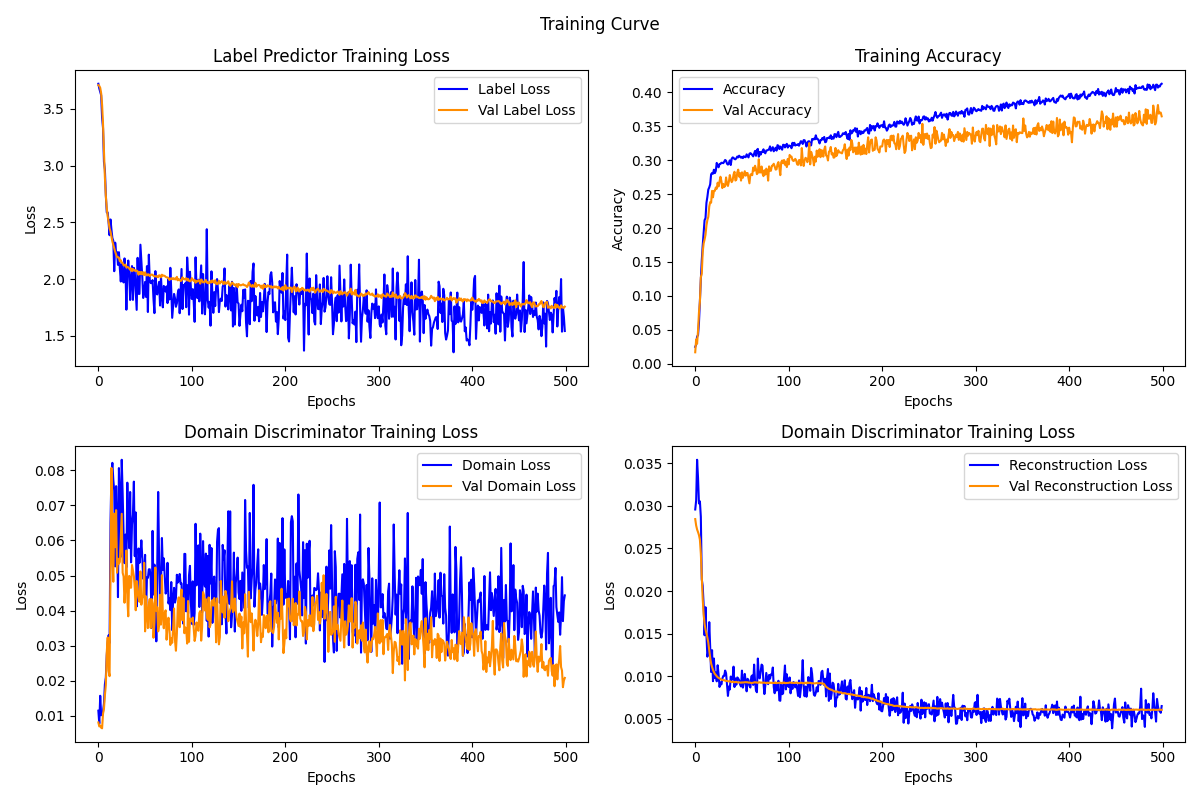 Training Curve
Label Predictor Training Loss
Loss
3.5
3.0
2.5
2.0
1.5
Label Loss
Val Label Loss
0 100 200 300 400 500
Epochs
Training Accuracy
Accuracy
0.40
0.35
0.30
0.25
0.20
0.15
0.10
0.05
0.00
Accuracy
Val Accuracy
0 100 200 300 400 500
Epochs
Domain Discriminator Training Loss
Loss
0.08
0.07
0.06
0.05
0.04
0.03
0.02
0.01
Domain Loss
Val Domain Loss
0 100 200 300 400 500
Epochs
Domain Discriminator Training Loss
Loss
0.035
0.030
0.025
0.020
0.015
0.010
0.005
Reconstruction Loss
Val Reconstruction Loss
0 100 200 300 400 500
Epochs